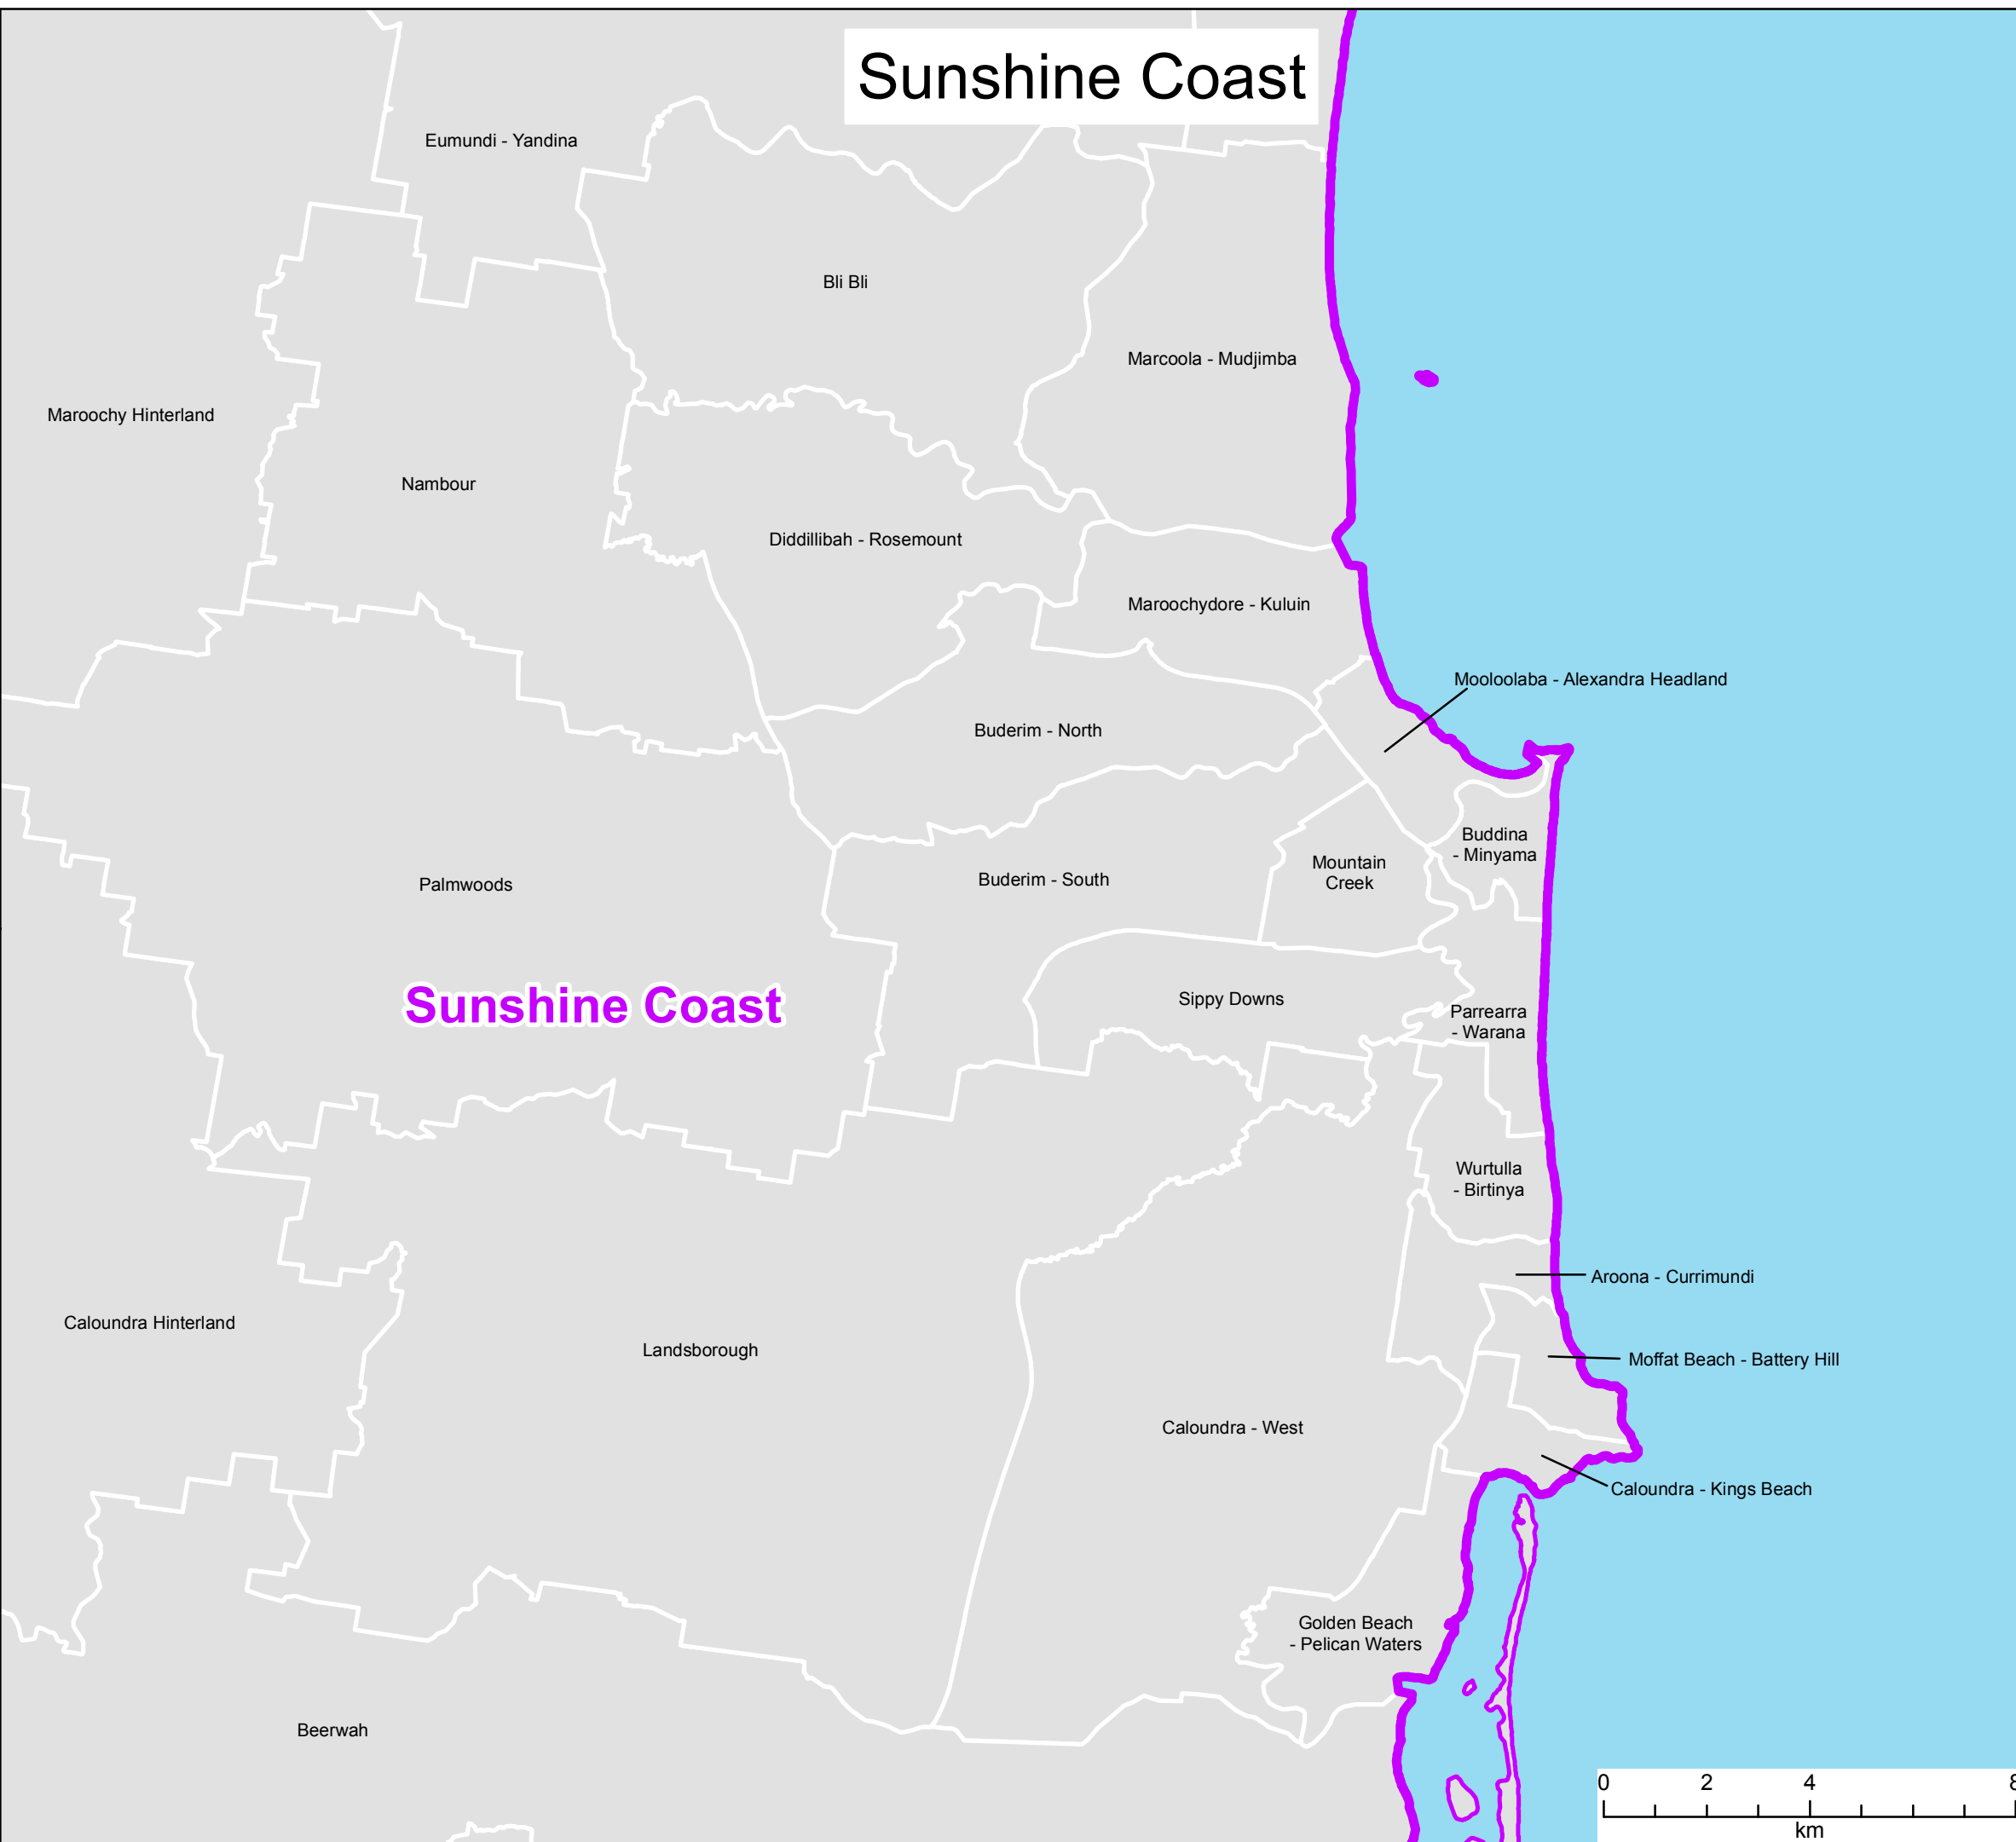 Sunshine Coast
Eumundi - Yandina
Bli Bli
Marcoola - Mudjimba
Maroochy Hinterland
Nambour
Diddillibah - Rosemount
Maroochydore - Kuluin
Mooloolaba - Alexandra Headland
Buderim - North
Buddina
- Minyama
Mountain
Creek
Buderim - South
Palmwoods
Sunshine Coast
Sippy Downs
Parrearra
- Warana
Wurtulla
- Birtinya
Aroona - Currimundi
Caloundra Hinterland
Landsborough
Moffat Beach - Battery Hill
Caloundra - West
Caloundra - Kings Beach
Golden Beach
- Pelican Waters
Beerwah
0 2 4 8
km